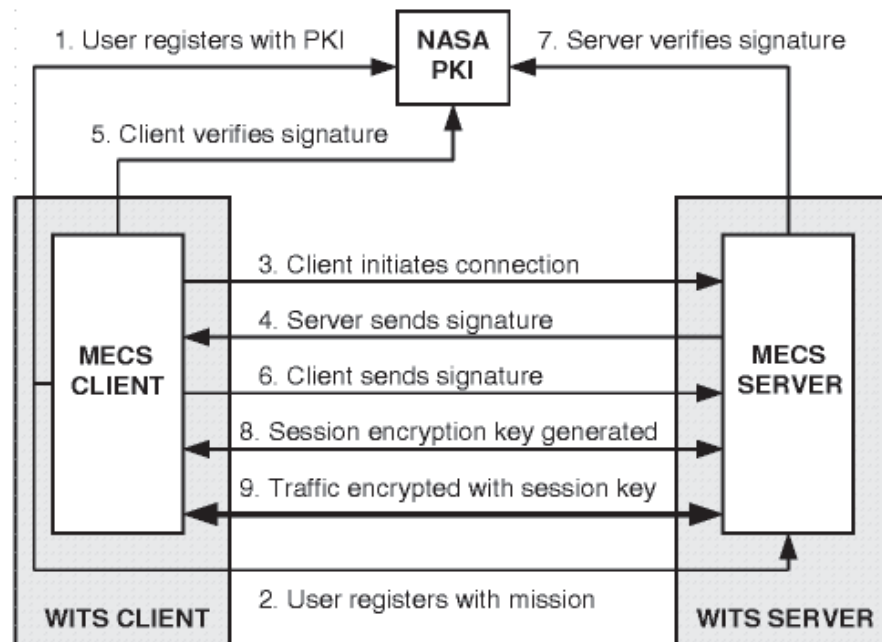 1. User registers with PKI
NASA
PKI
7. Server verifies signature
5. Client verifies signature
3. Client initiates connection
4. Server sends signature
MECS
CLIENT
MECS
SERVER
6. Client sends signature
8. Session encryption key generated
9. Traffic encrypted with session key
2. User registers with mission
WITS CLIENT
WITS SERVER